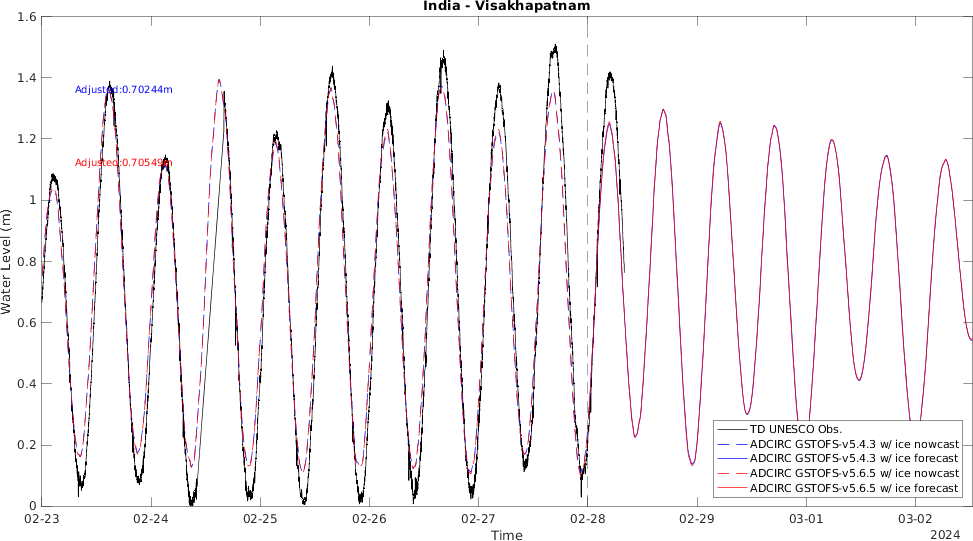 India - Visakhapatnam
1.6
1.4
1.2
1
0.8
0.6
0.4
0.2
0
Water Level (m)
Adjusted:0.70244m
Adjusted:0.70549m
TD UNESCO Obs.
ADCIRC GSTOFS-v5.4.3 w/ ice nowcast
ADCIRC GSTOFS-v5.4.3 w/ ice forecast
ADCIRC GSTOFS-v5.6.5 w/ ice nowcast
ADCIRC GSTOFS-v5.6.5 w/ ice forecast
02-23 02-24 02-25 02-26 02-27 02-28 02-29 03-01 03-02
Time
2024